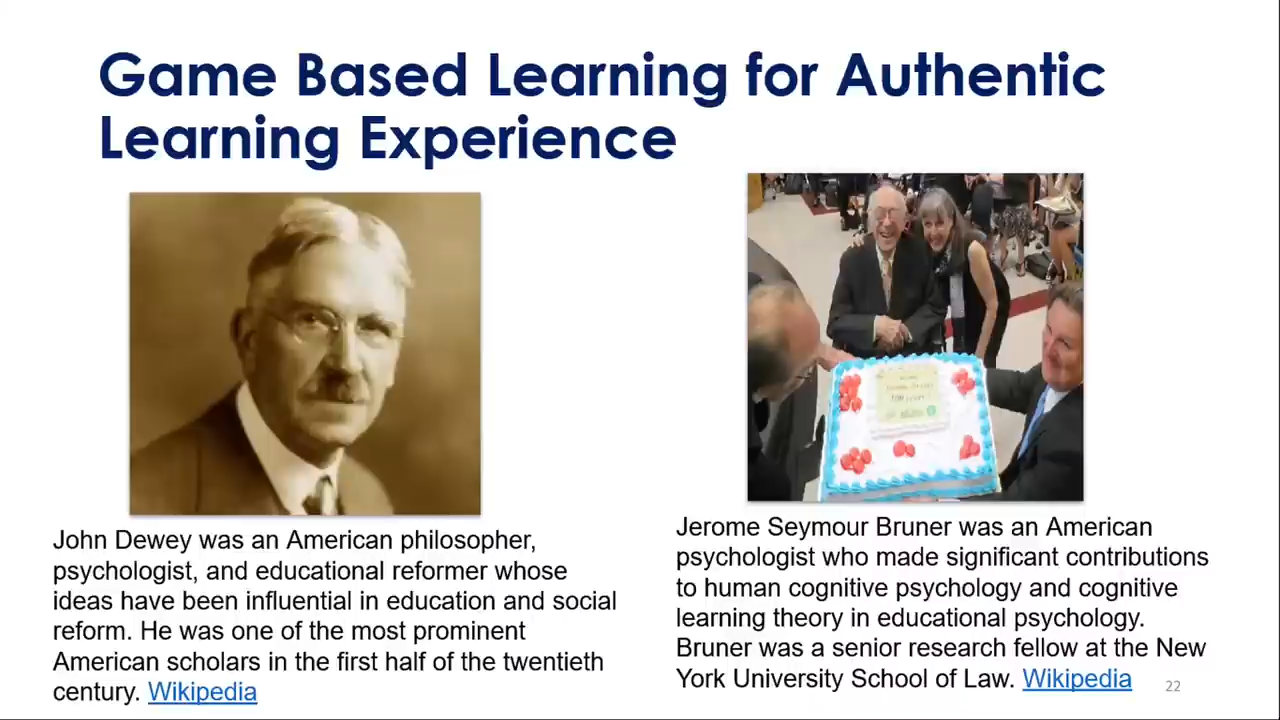 Game Based Learning for Authentic
Learning Experience
John Dewey was an American philosopher,
psychologist, and educational reformer whose
ideas have been influential in education and social
reform. He was one of the most prominent
American scholars in the first half of the twentieth
century. Wikipedia
Jerome Seymour Bruner was an American
psychologist who made significant contributions
to human cognitive psychology and cognitive
learning theory in educational psychology.
Bruner was a senior research fellow at the New
York University School of Law. Wikipedia
22